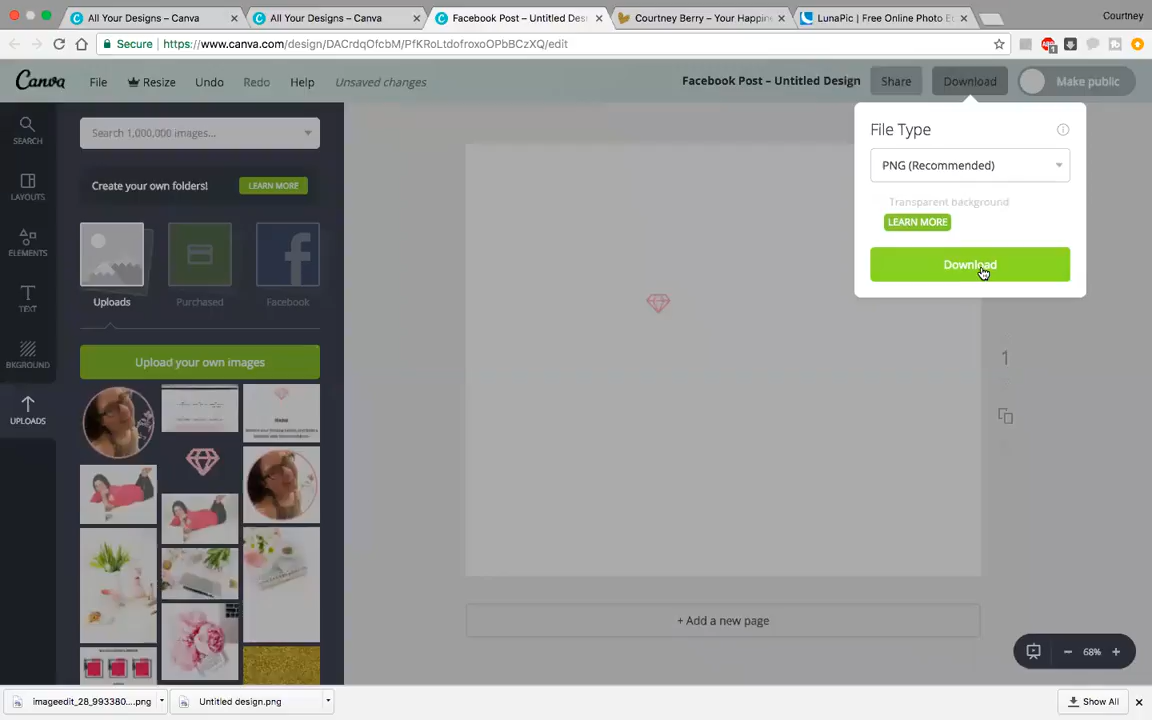 All Your Designs – Canva
All Your Designs – Canva
Facebook Post – Untitled Des
Courtney Berry – Your Happin
LunaPic | Free Online Photo E
Courtney
Secure
https://www.canva.com/design/DACrdqOfcbM/PfKRoLtdofroxoOPbBCzXQ/edit
Canva
File
Resize
Undo
Redo
Help
Unsaved changes
Facebook Post – Untitled Design
Share
Download
Make public
SEARCH
LAYOUTS
ELEMENTS
TEXT
BKGROUND
UPLOADS
Search 1,000,000 images...
Create your own folders!
LEARN MORE
Uploads
Purchased
Facebook
Upload your own images
File Type
PNG (Recommended)
Transparent background
LEARN MORE
Download
1
+ Add a new page
68%
imageedit_28_993380....png
Untitled design.png
Show All